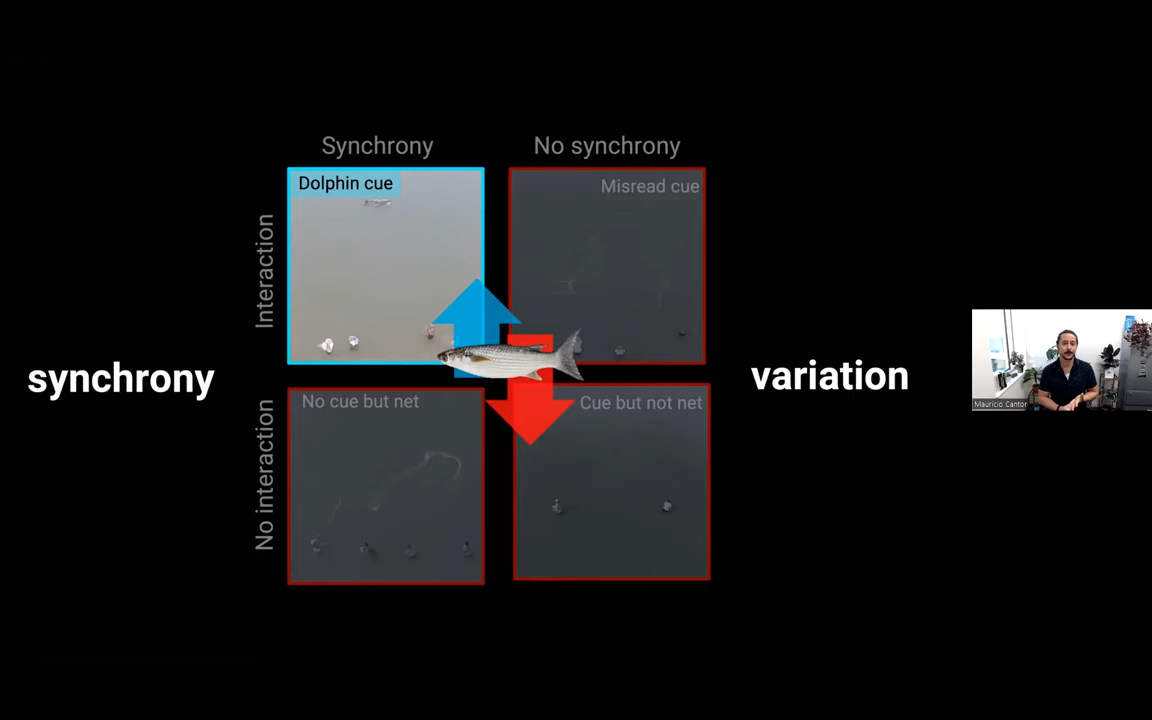 Synchrony
No synchrony
Interaction
Dolphin cue
Misread cue
synchrony
variation
No interaction
No cue but net
Cue but not net
Mauricio Cantor